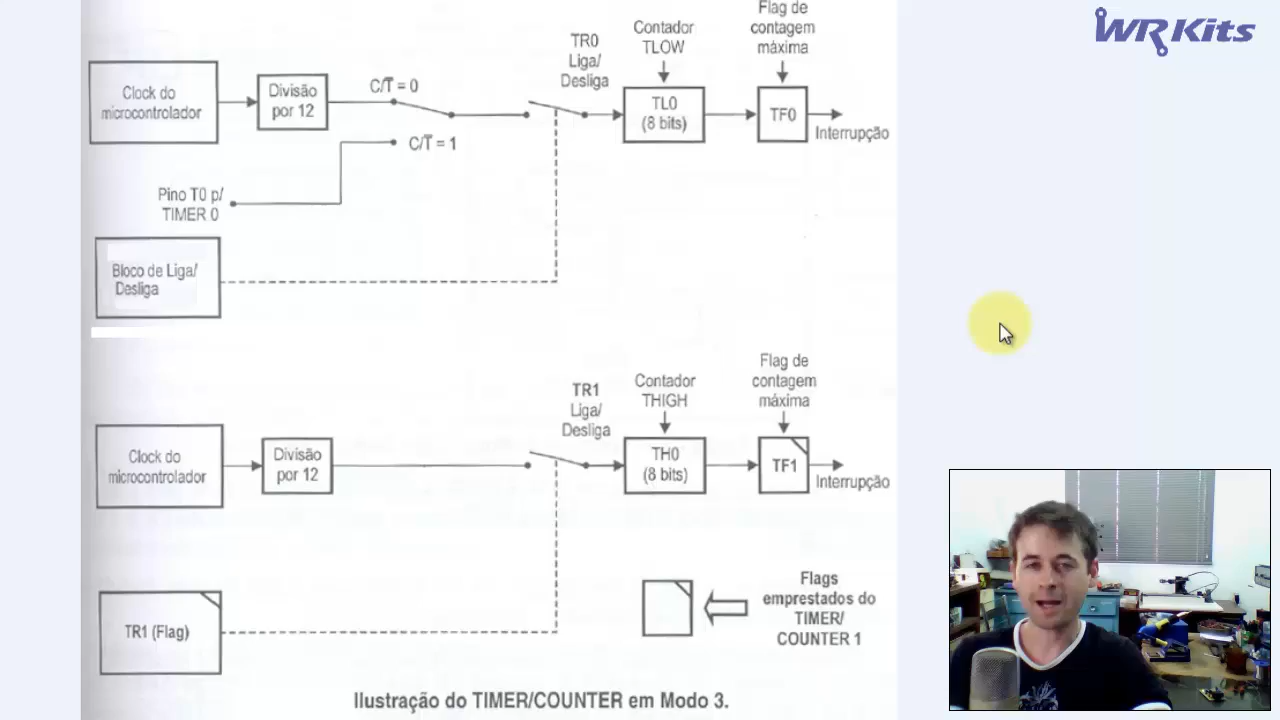 WR Kits
Flag de
contagem
máxima
Contador
TLOW
TR0
Liga/
Desliga
Clock do
microcontrolador
Divisão
por 12
C/T̅ = 0
TL0
(8 bits)
TF0
Interrupção
C/T̅ = 1
Pino T0 p/
TIMER 0
Bloco de Liga/
Desliga
Flag de
contagem
máxima
Contador
THIGH
TR1
Liga/
Desliga
Clock do
microcontrolador
Divisão
por 12
TH0
(8 bits)
TF1
Interrupção
TR1 (Flag)
Flags
emprestados do
TIMER/
COUNTER 1
Ilustração do TIMER/COUNTER em Modo 3.